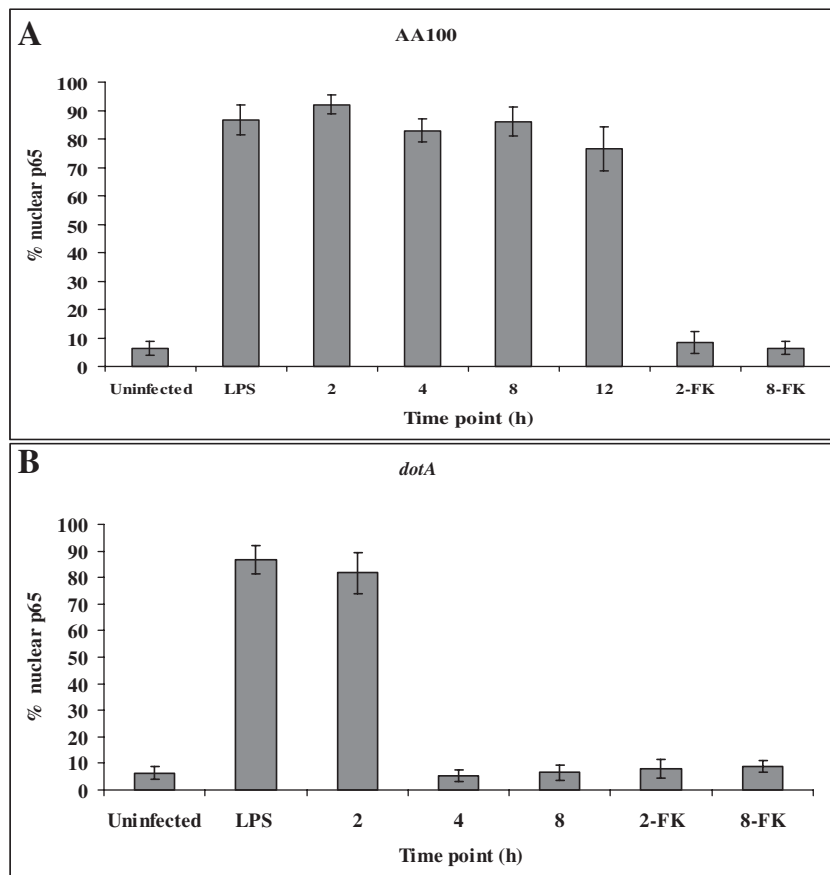 A
AA100
% nuclear p65
100
90
80
70
60
50
40
30
20
10
0
Uninfected LPS 2 4 8 12 2-FK 8-FK
Time point (h)
B
dotA
% nuclear p65
100
90
80
70
60
50
40
30
20
10
0
Uninfected LPS 2 4 8 2-FK 8-FK
Time point (h)